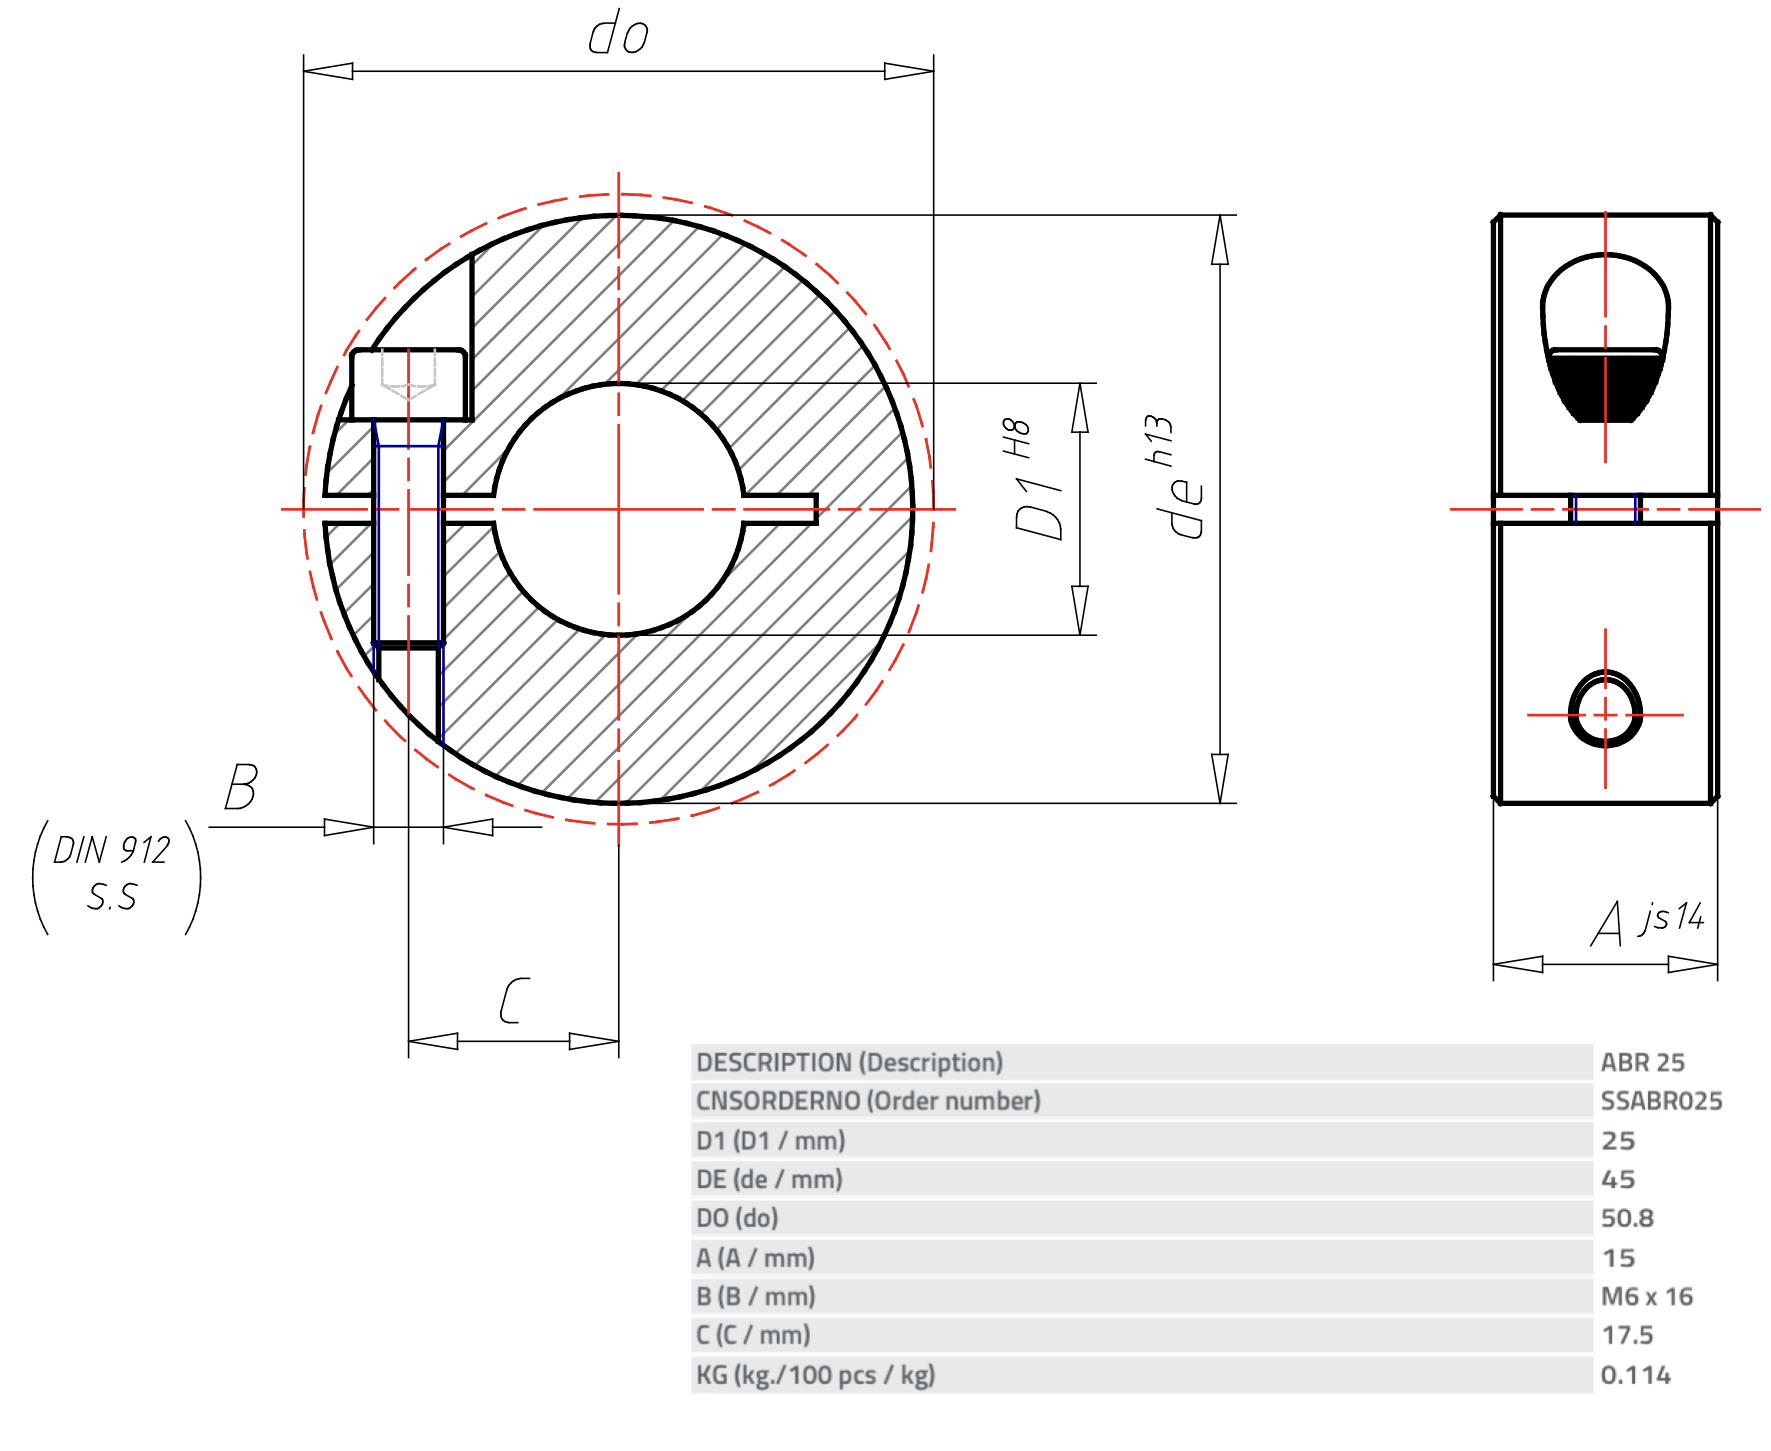 do
D1 H8
de h13
B
(DIN 912
S.S)
A js14
C
DESCRIPTION (Description) ABR 25
CNSORDERNO (Order number) SSABR025
D1 (D1 / mm) 25
DE (de / mm) 45
DO (do) 50.8
A (A / mm) 15
B (B / mm) M6 x 16
C (C / mm) 17.5
KG (kg./100 pcs / kg) 0.114